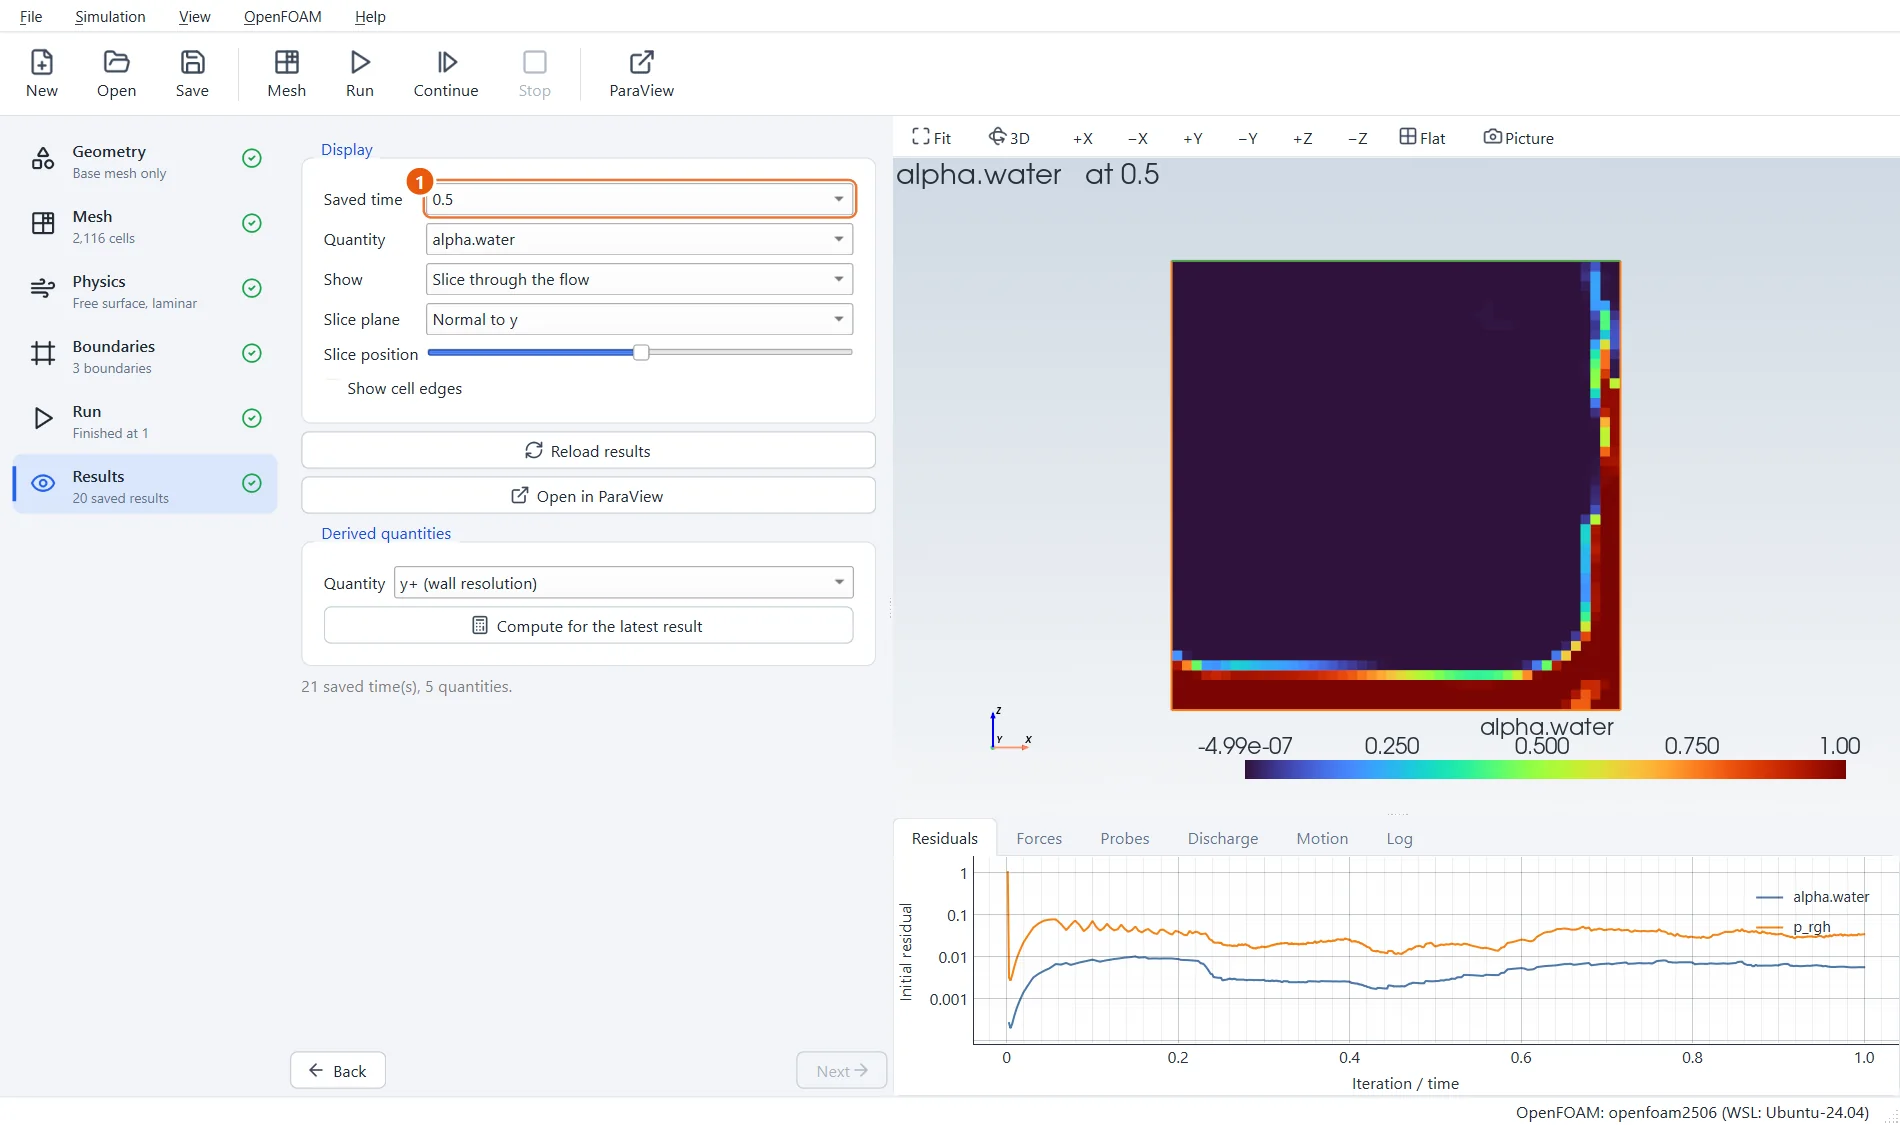 File Simulation View OpenFOAM Help
New Open Save Mesh Run Continue Stop ParaView
Geometry
Base mesh only
Mesh
2,116 cells
Physics
Free surface, laminar
Boundaries
3 boundaries
Run
Finished at 1
Results
20 saved results
Display
1
Saved time 0.5
Quantity alpha.water
Show Slice through the flow
Slice plane Normal to y
Slice position
Show cell edges
Reload results
Open in ParaView
Derived quantities
Quantity y+ (wall resolution)
Compute for the latest result
21 saved time(s), 5 quantities.
Back
Next
Fit 3D +X −X +Y −Y +Z −Z Flat Picture
alpha.water at 0.5
Z
Y X
alpha.water
-4.99e-07 0.250 0.500 0.750 1.00
Residuals Forces Probes Discharge Motion Log
Initial residual
1
0.1
0.01
0.001
alpha.water
p_rgh
0 0.2 0.4 0.6 0.8 1.0
Iteration / time
OpenFOAM: openfoam2506 (WSL: Ubuntu-24.04)